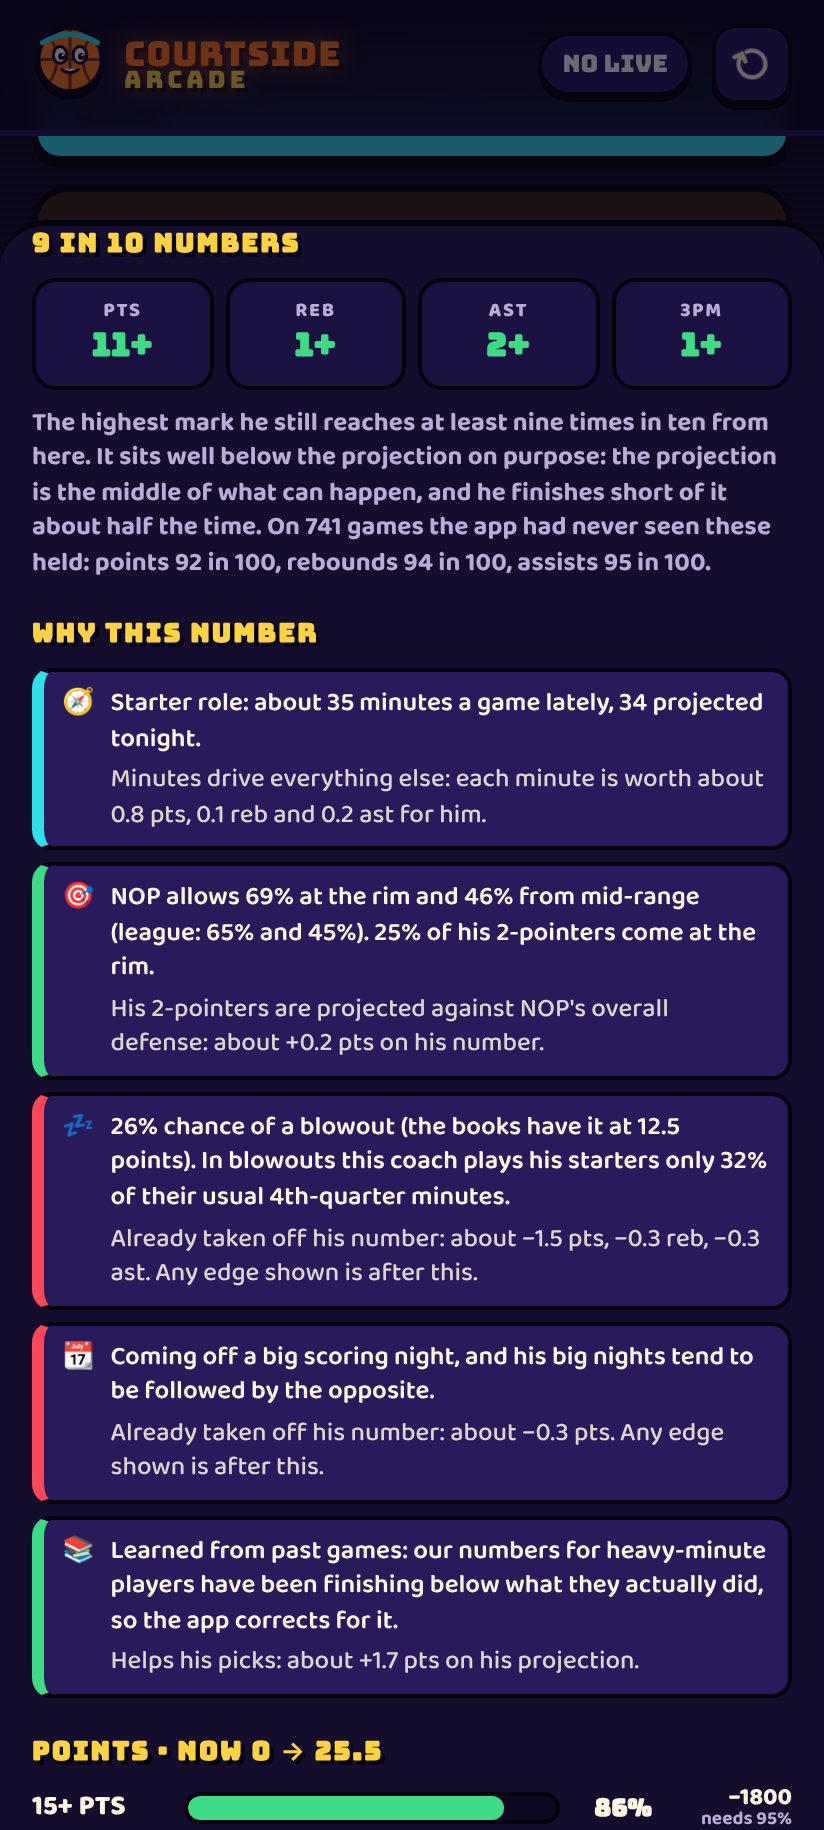 COURTSIDE
ARCADE
NO LIVE
9 IN 10 NUMBERS
PTS
11+
REB
1+
AST
2+
3PM
1+
The highest mark he still reaches at least nine times in ten from
here. It sits well below the projection on purpose: the projection
is the middle of what can happen, and he finishes short of it
about half the time. On 741 games the app had never seen these
held: points 92 in 100, rebounds 94 in 100, assists 95 in 100.
WHY THIS NUMBER
Starter role: about 35 minutes a game lately, 34 projected
tonight.
Minutes drive everything else: each minute is worth about
0.8 pts, 0.1 reb and 0.2 ast for him.
NOP allows 69% at the rim and 46% from mid-range
(league: 65% and 45%). 25% of his 2-pointers come at the
rim.
His 2-pointers are projected against NOP's overall
defense: about +0.2 pts on his number.
26% chance of a blowout (the books have it at 12.5
points). In blowouts this coach plays his starters only 32%
of their usual 4th-quarter minutes.
Already taken off his number: about −1.5 pts, −0.3 reb, −0.3
ast. Any edge shown is after this.
Coming off a big scoring night, and his big nights tend to
be followed by the opposite.
Already taken off his number: about −0.3 pts. Any edge
shown is after this.
Learned from past games: our numbers for heavy-minute
players have been finishing below what they actually did,
so the app corrects for it.
Helps his picks: about +1.7 pts on his projection.
POINTS · NOW 0 → 25.5
15+ PTS
86%
−1800
needs 95%